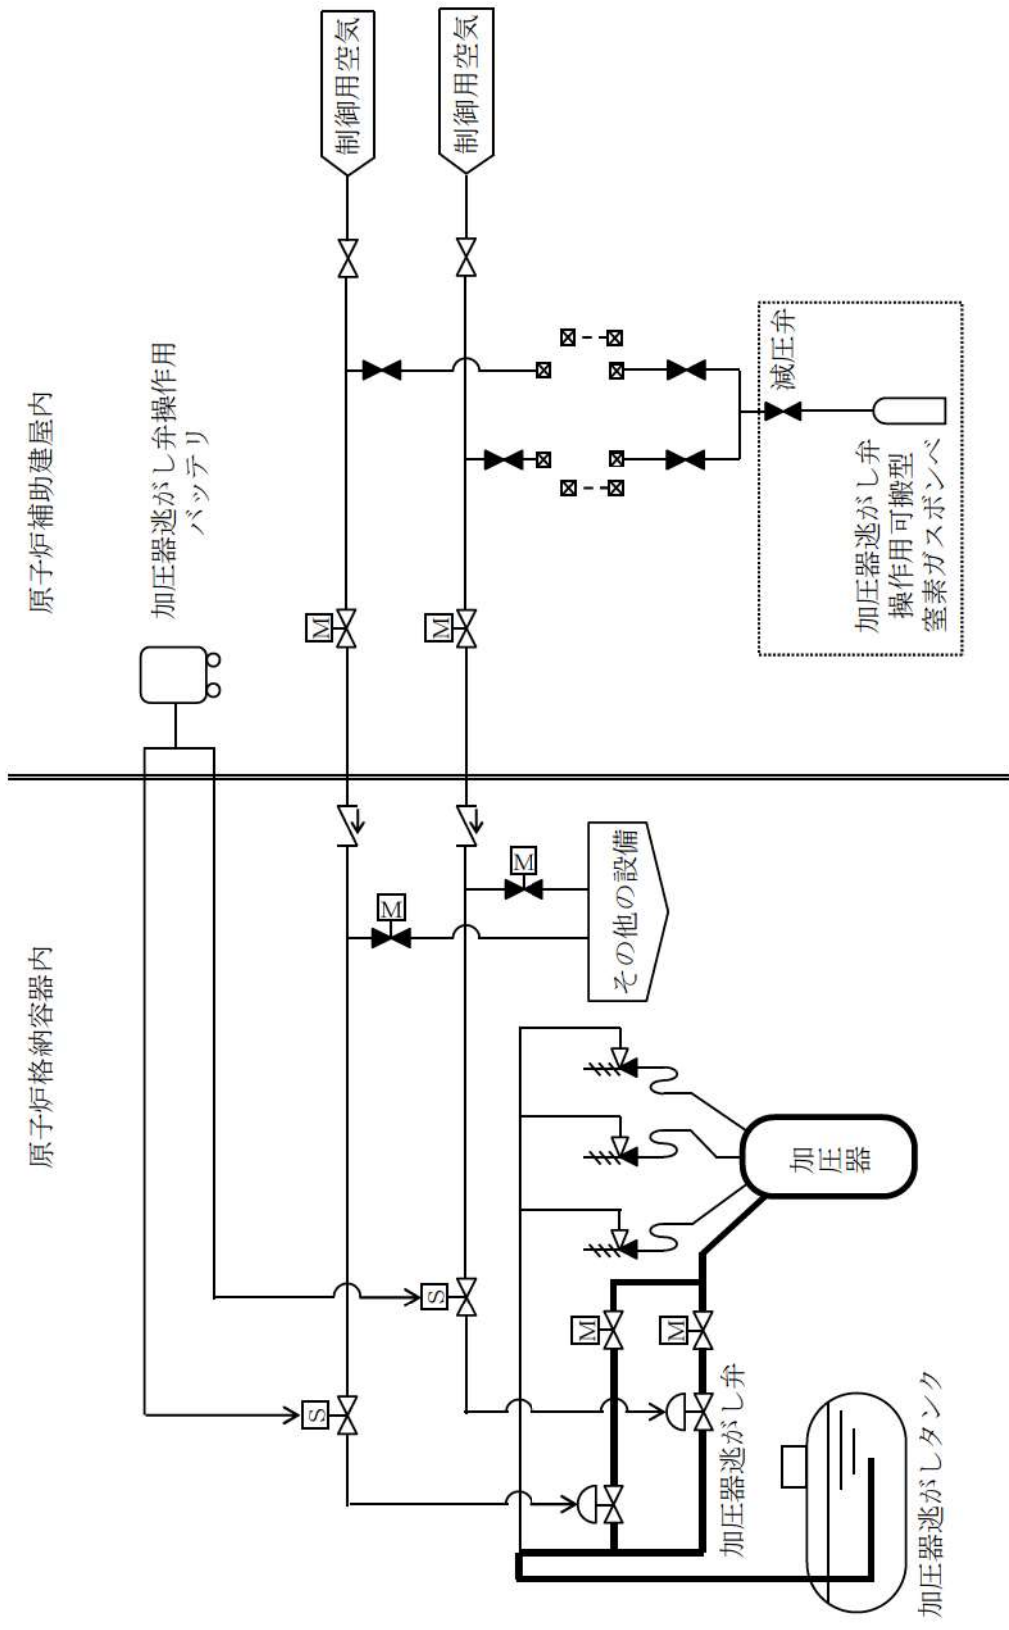 原子炉格納容器内
原子炉補助建屋内
加圧器逃がし弁操作用
バッテリ
制御用空気
制御用空気
S
S
M
M
M
M
M
M
その他の設備
加圧器逃がし弁
加
圧
器
加圧器逃がしタンク
減圧弁
加圧器逃がし弁
操作用可搬型
窒素ガスボンベ